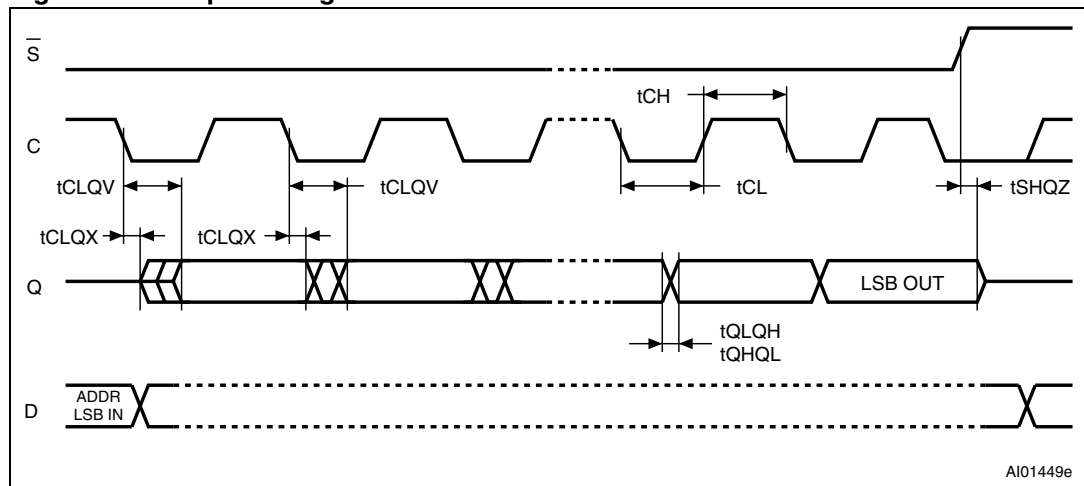 S
tCH
C
tCLQV
tCLQV
tCL
tSHQZ
tCLQX
tCLQX
Q
LSB OUT
tQLQH
tQHQL
ADDR
LSB IN
D
AI01449e